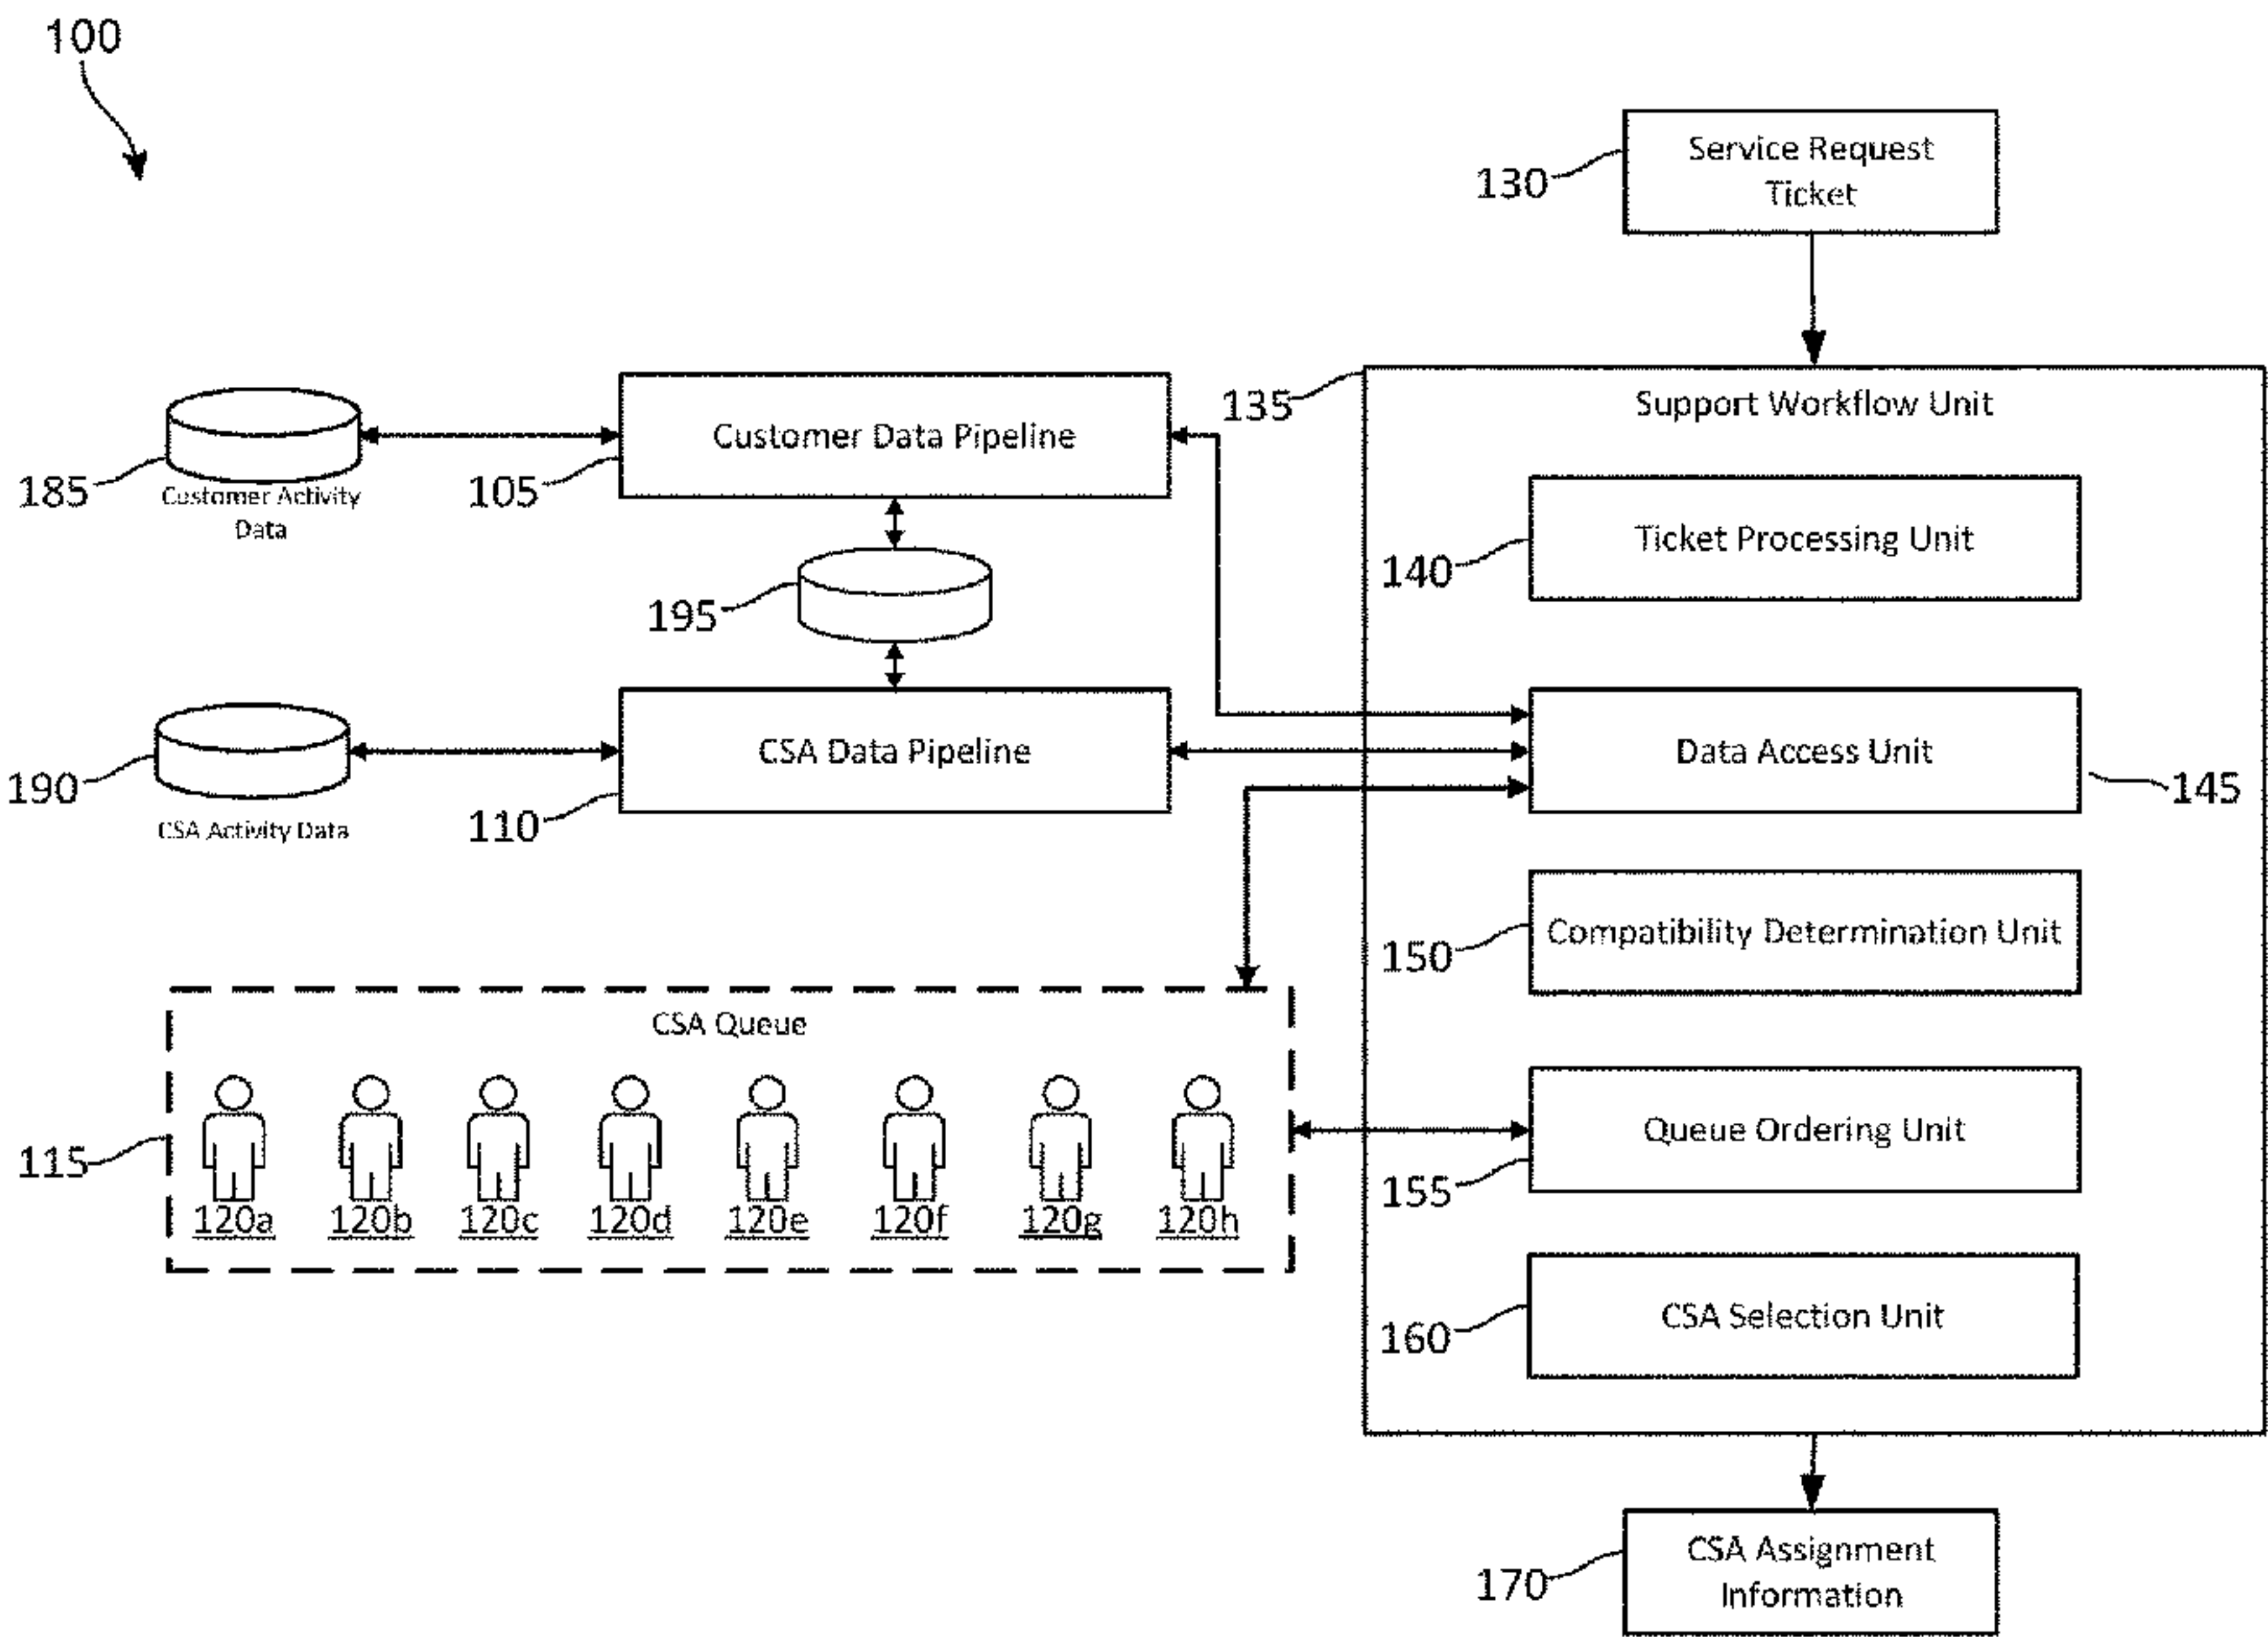 100
Service Request
Ticket
130
135
Support Workflow Unit
Customer Data Pipeline
185
Customer Activity
Data
105
Ticket Processing Unit
140
195
CSA Data Pipeline
Data Access Unit
145
190
CSA Activity Data
110
Compatibility Determination Unit
150
CSA Queue
115
120a 120b 120c 120d 120e 120f 120g 120h
Queue Ordering Unit
155
CSA Selection Unit
160
CSA Assignment
Information
170